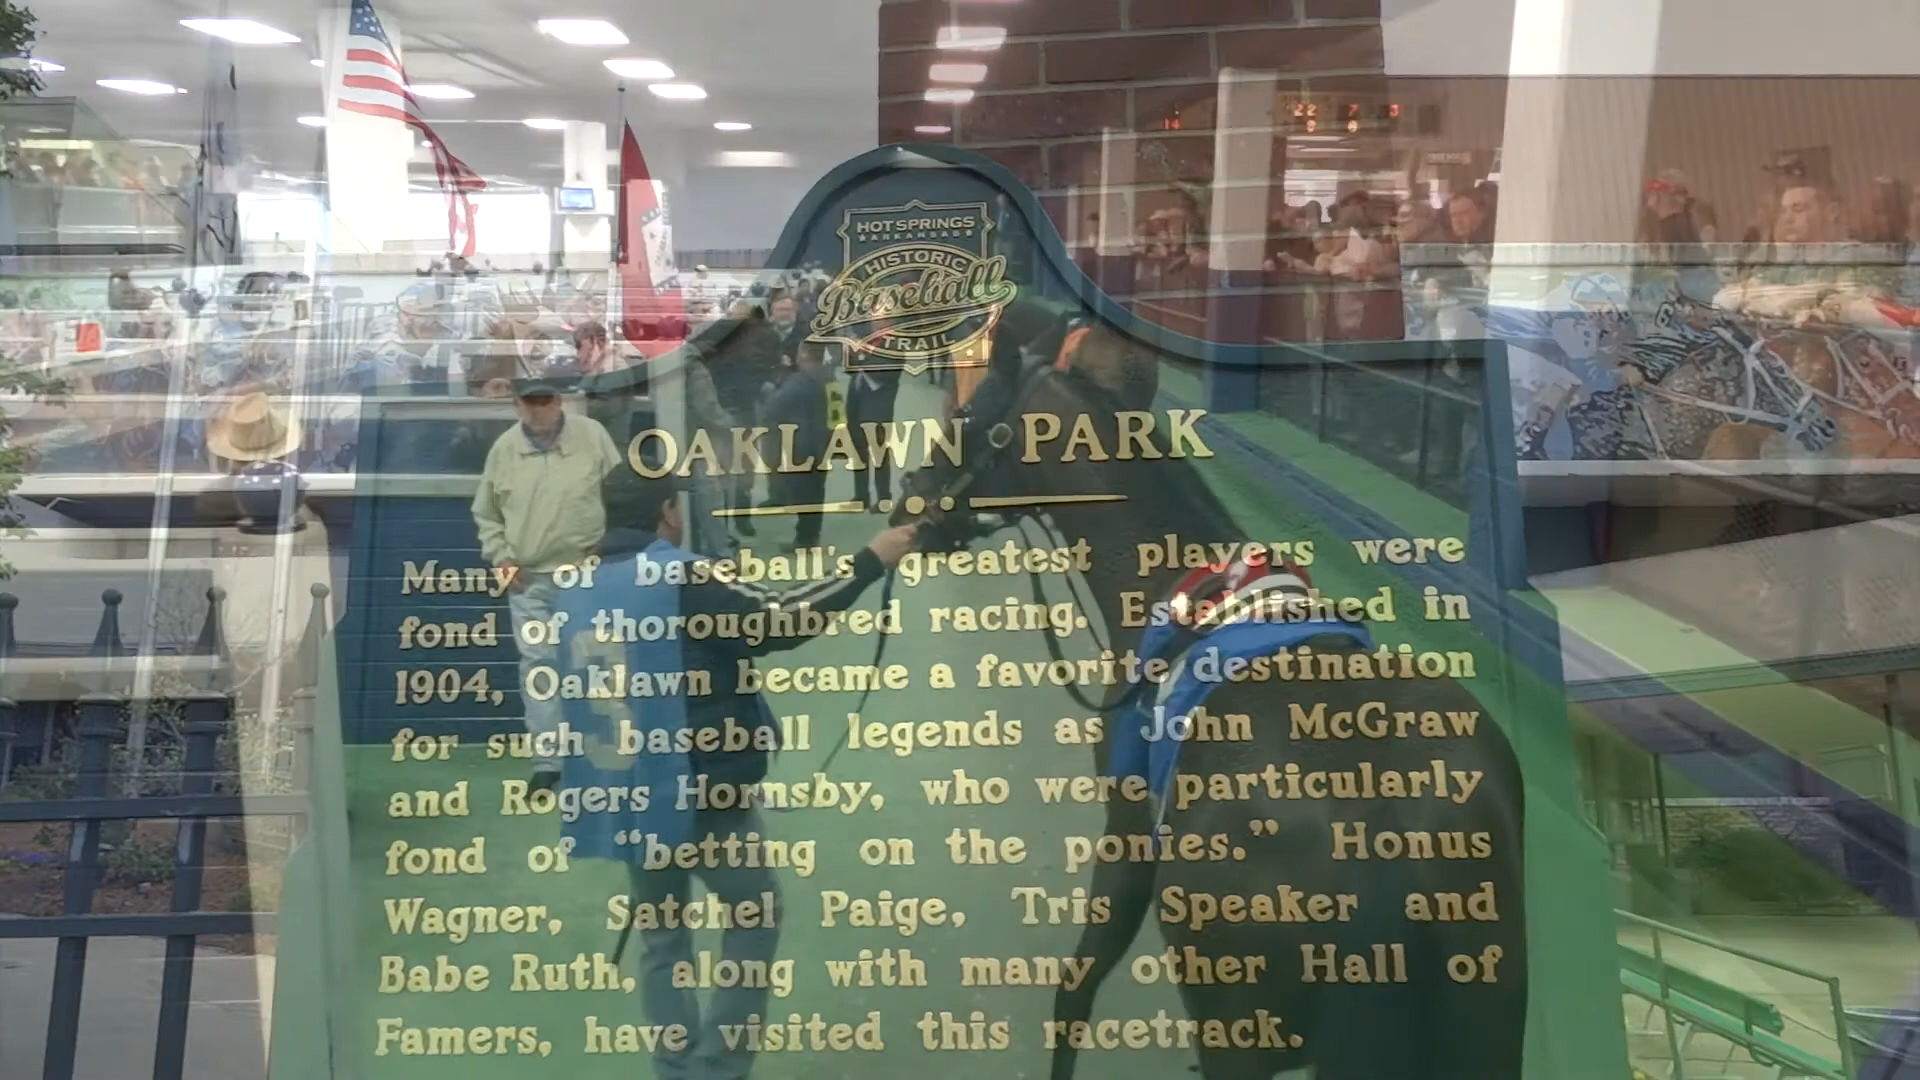 HOT SPRINGS
ARKANSAS
HISTORIC
Baseball
TRAIL
OAKLAWN PARK
Many of baseball's greatest players were
fond of thoroughbred racing. Established in
1904, Oaklawn became a favorite destination
for such baseball legends as John McGraw
and Rogers Hornsby, who were particularly
fond of “betting on the ponies.” Honus
Wagner, Satchel Paige, Tris Speaker and
Babe Ruth, along with many other Hall of
Famers, have visited this racetrack.
3